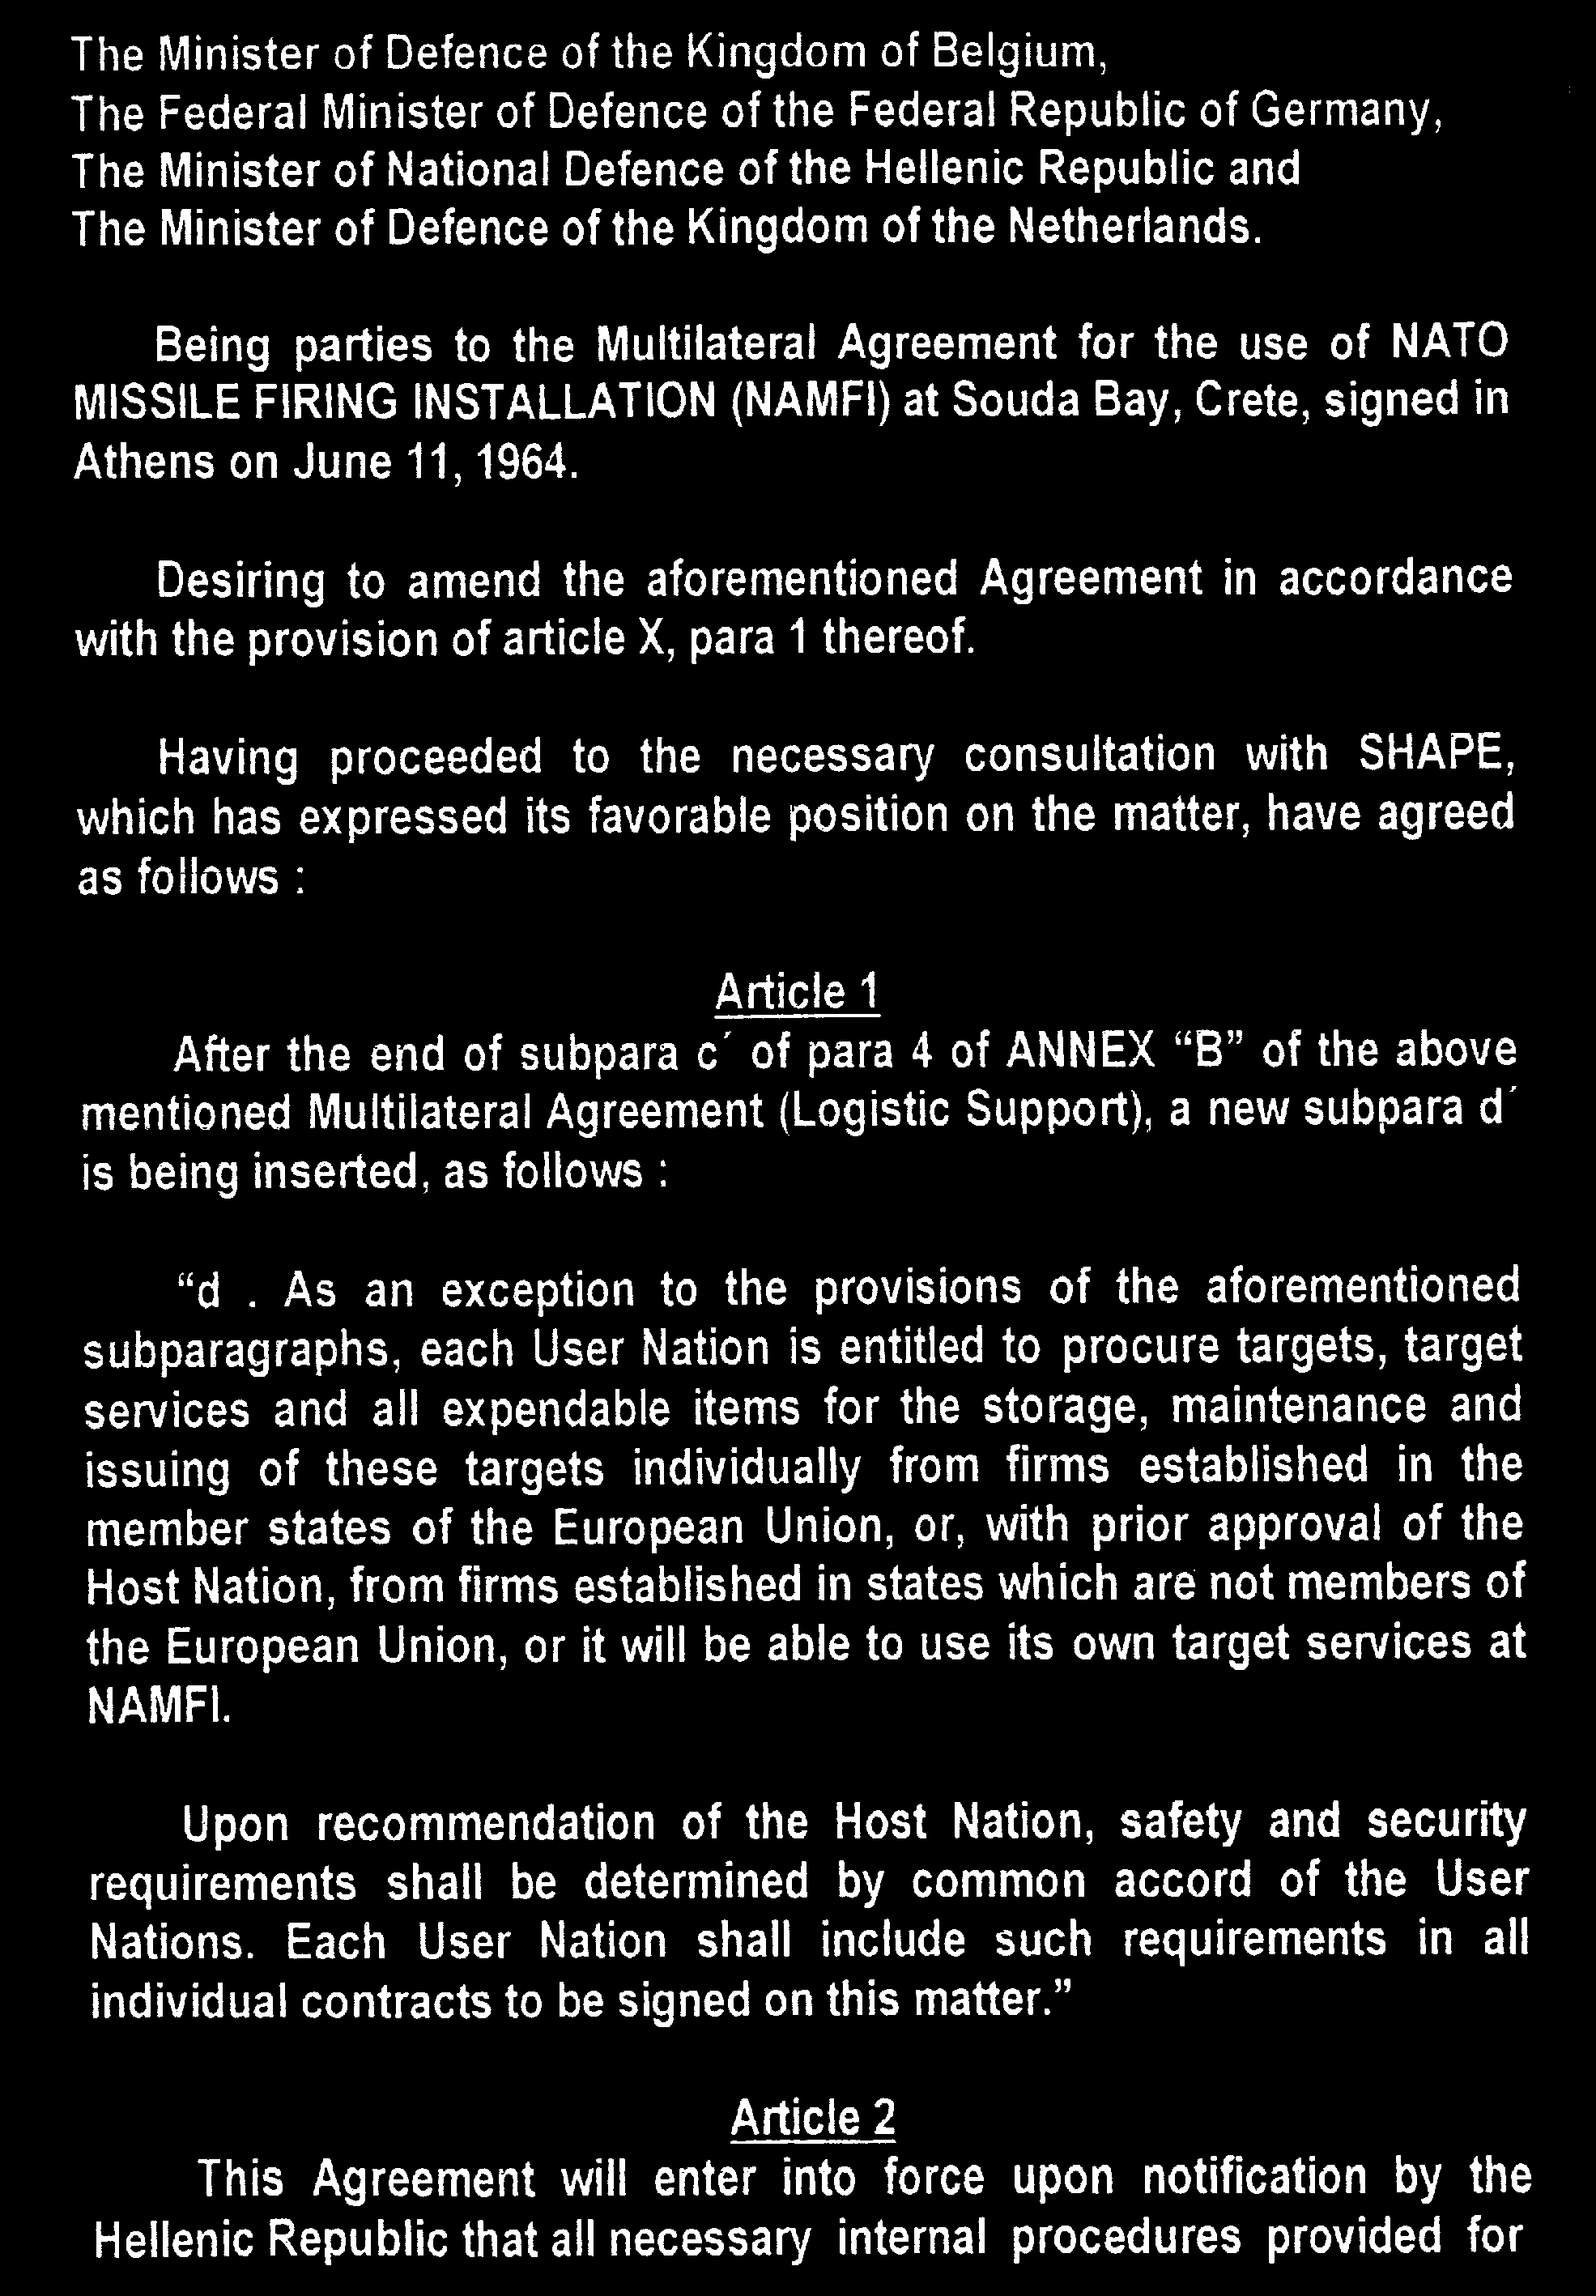 The Minister of Defence of the Kingdom of Belgium,
The Federal Minister of Defence of the Federal Republic of Germany,
The Minister of National Defence of the Hellenic Republic and
The Minister of Defence of the Kingdom of the Netherlands.
Being parties to the Multilateral Agreement for the use of NATO
MISSILE FIRING INSTALLATION (NAMFI) at Souda Bay, Crete, signed in
Athens on June 11, 1964.
Desiring to amend the aforementioned Agreement in accordance
with the provision of article X, para 1 thereof.
Having proceeded to the necessary consultation with SHAPE,
which has expressed its favorable position on the matter, have agreed
as follows :
Article 1
After the end of subpara c΄ of para 4 of ANNEX “B” of the above
mentioned Multilateral Agreement (Logistic Support), a new subpara d΄
is being inserted, as follows :
“d . As an exception to the provisions of the aforementioned
subparagraphs, each User Nation is entitled to procure targets, target
services and all expendable items for the storage, maintenance and
issuing of these targets individually from firms established in the
member states of the European Union, or, with prior approval of the
Host Nation, from firms established in states which are not members of
the European Union, or it will be able to use its own target services at
NAMFI.
Upon recommendation of the Host Nation, safety and security
requirements shall be determined by common accord of the User
Nations. Each User Nation shall include such requirements in all
individual contracts to be signed on this matter.”
Article 2
This Agreement will enter into force upon notification by the
Hellenic Republic that all necessary internal procedures provided for